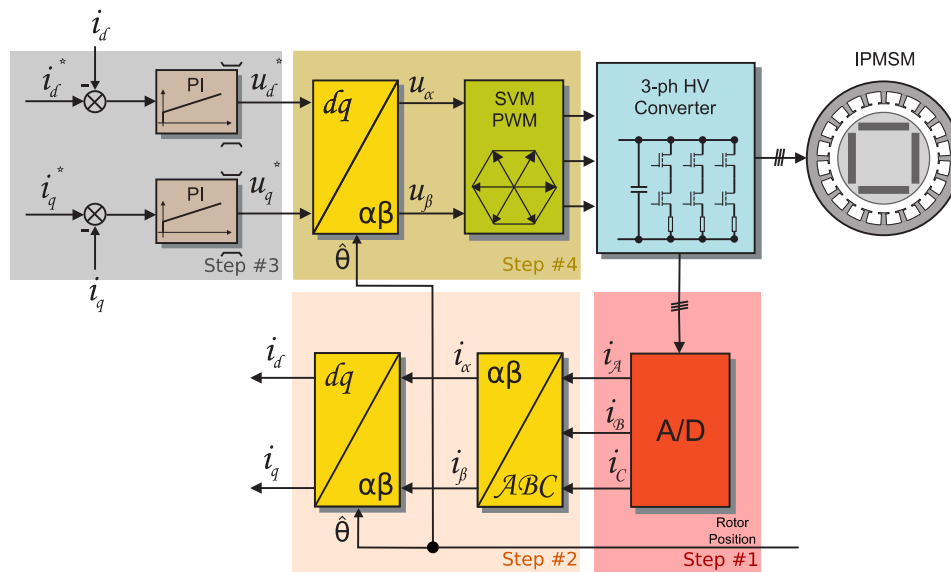 i_d
i_d*
PI
u_d*
i_q*
PI
u_q*
i_q
Step #3
dq
αβ
θ̂
u_α
u_β
SVM
PWM
Step #4
3-ph HV
Converter
IPMSM
i_d
i_q
dq
αβ
θ̂
i_α
i_β
αβ
ABC
Step #2
i_A
i_B
i_C
A/D
Rotor
Position
Step #1